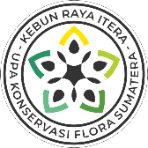 KEBUN RAYA ITERA
UPA KONSERVASI FLORA SUMATERA